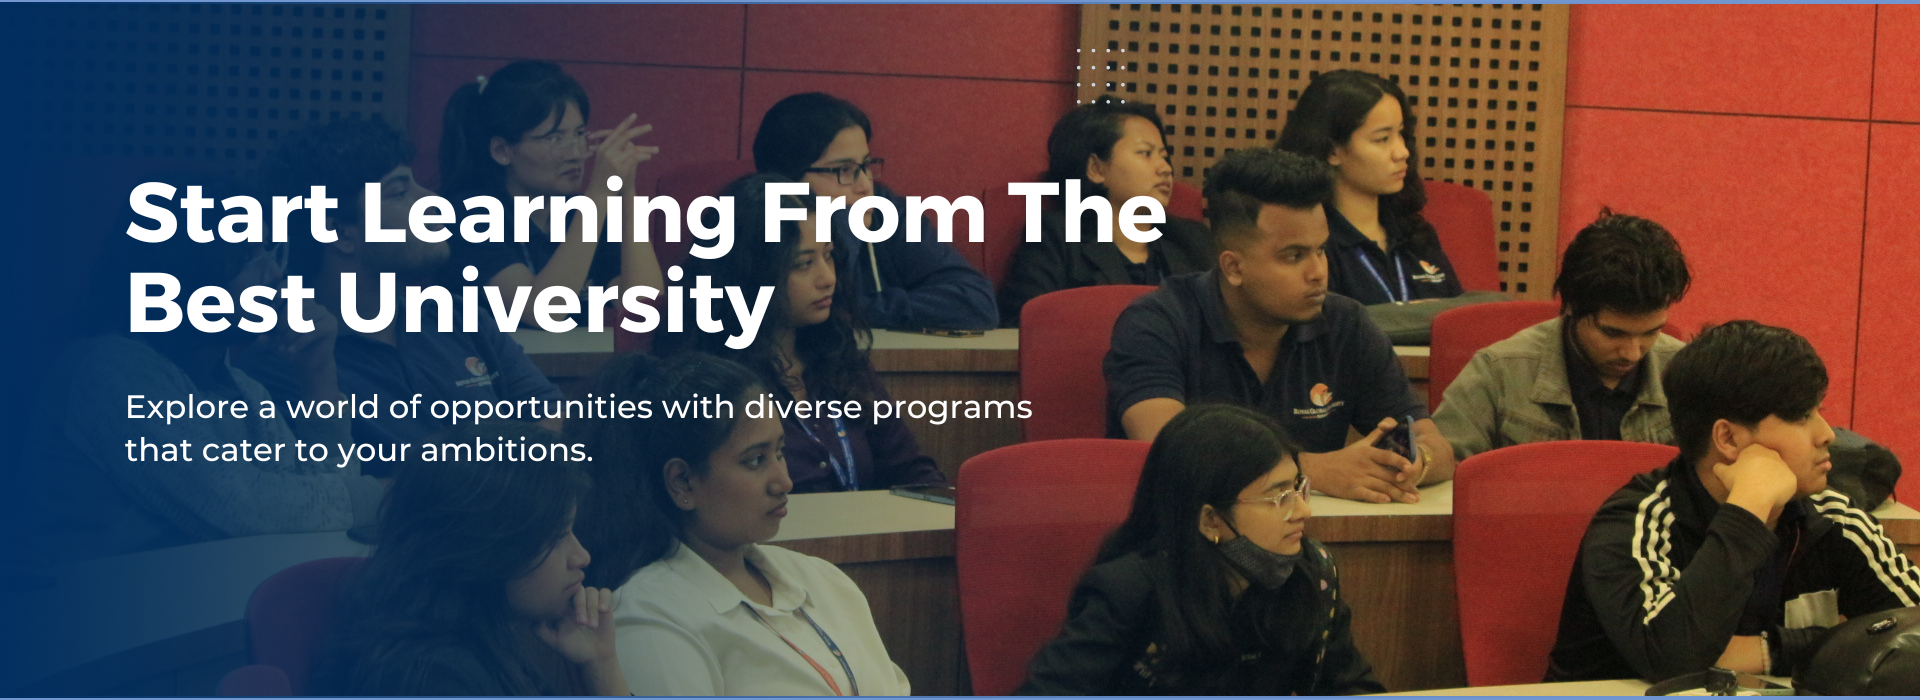 Start Learning From The
Best University
Explore a world of opportunities with diverse programs
that cater to your ambitions.